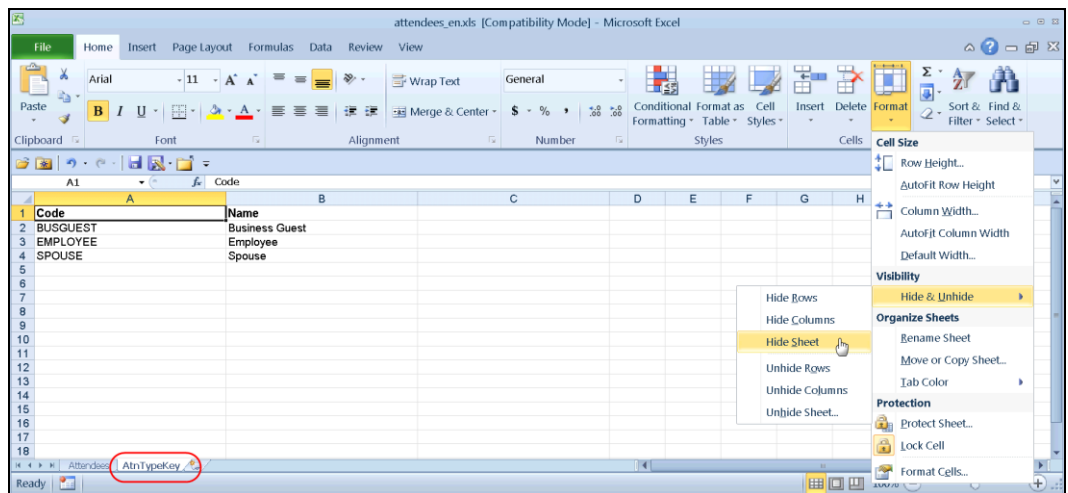 attendees_en.xls [Compatibility Mode] - Microsoft Excel
File Home Insert Page Layout Formulas Data Review View
Paste
Arial 11 A A
Wrap Text
General
B I U A
Merge & Center
$ % , .0 .00 .00 .0
Conditional Formatting
Format as Table
Cell Styles
Insert
Delete
Format
Σ
Sort & Filter
Find & Select
Clipboard Font Alignment Number Styles Cells
A1 fx Code
A B C D E F G H
1 Code Name
2 BUSGUEST Business Guest
3 EMPLOYEE Employee
4 SPOUSE Spouse
5
6
7
8
9
10
11
12
13
14
15
16
17
18
Cell Size
Row Height...
AutoFit Row Height
Column Width...
AutoFit Column Width
Default Width...
Visibility
Hide & Unhide
Organize Sheets
Rename Sheet
Move or Copy Sheet...
Tab Color
Protection
Protect Sheet...
Lock Cell
Format Cells...
Hide Rows
Hide Columns
Hide Sheet
Unhide Rows
Unhide Columns
Unhide Sheet...
Attendees AtnTypeKey
Ready 100%